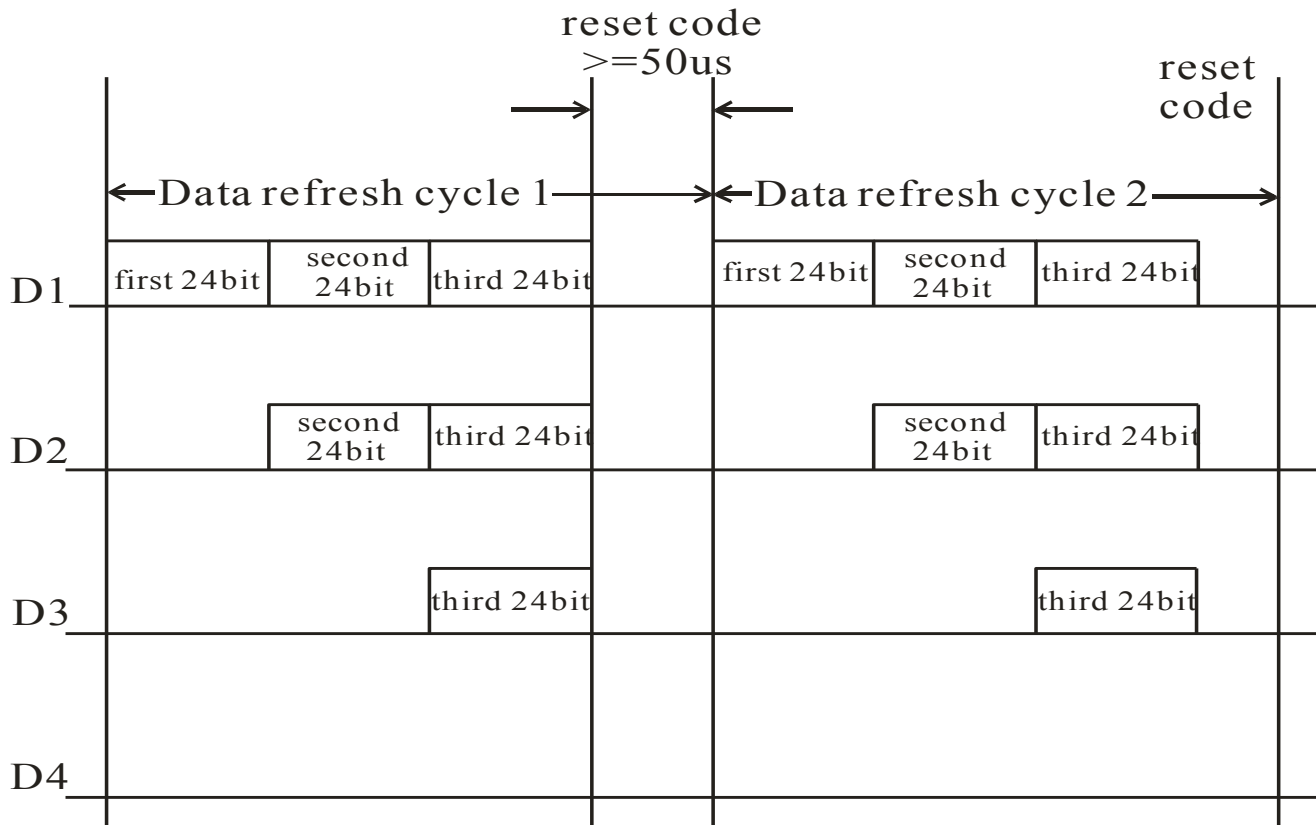 reset code
>=50us
reset
code
Data refresh cycle 1
Data refresh cycle 2
D1
first 24bit
second
24bit
third 24bit
first 24bit
second
24bit
third 24bit
D2
second
24bit
third 24bit
second
24bit
third 24bit
D3
third 24bit
third 24bit
D4